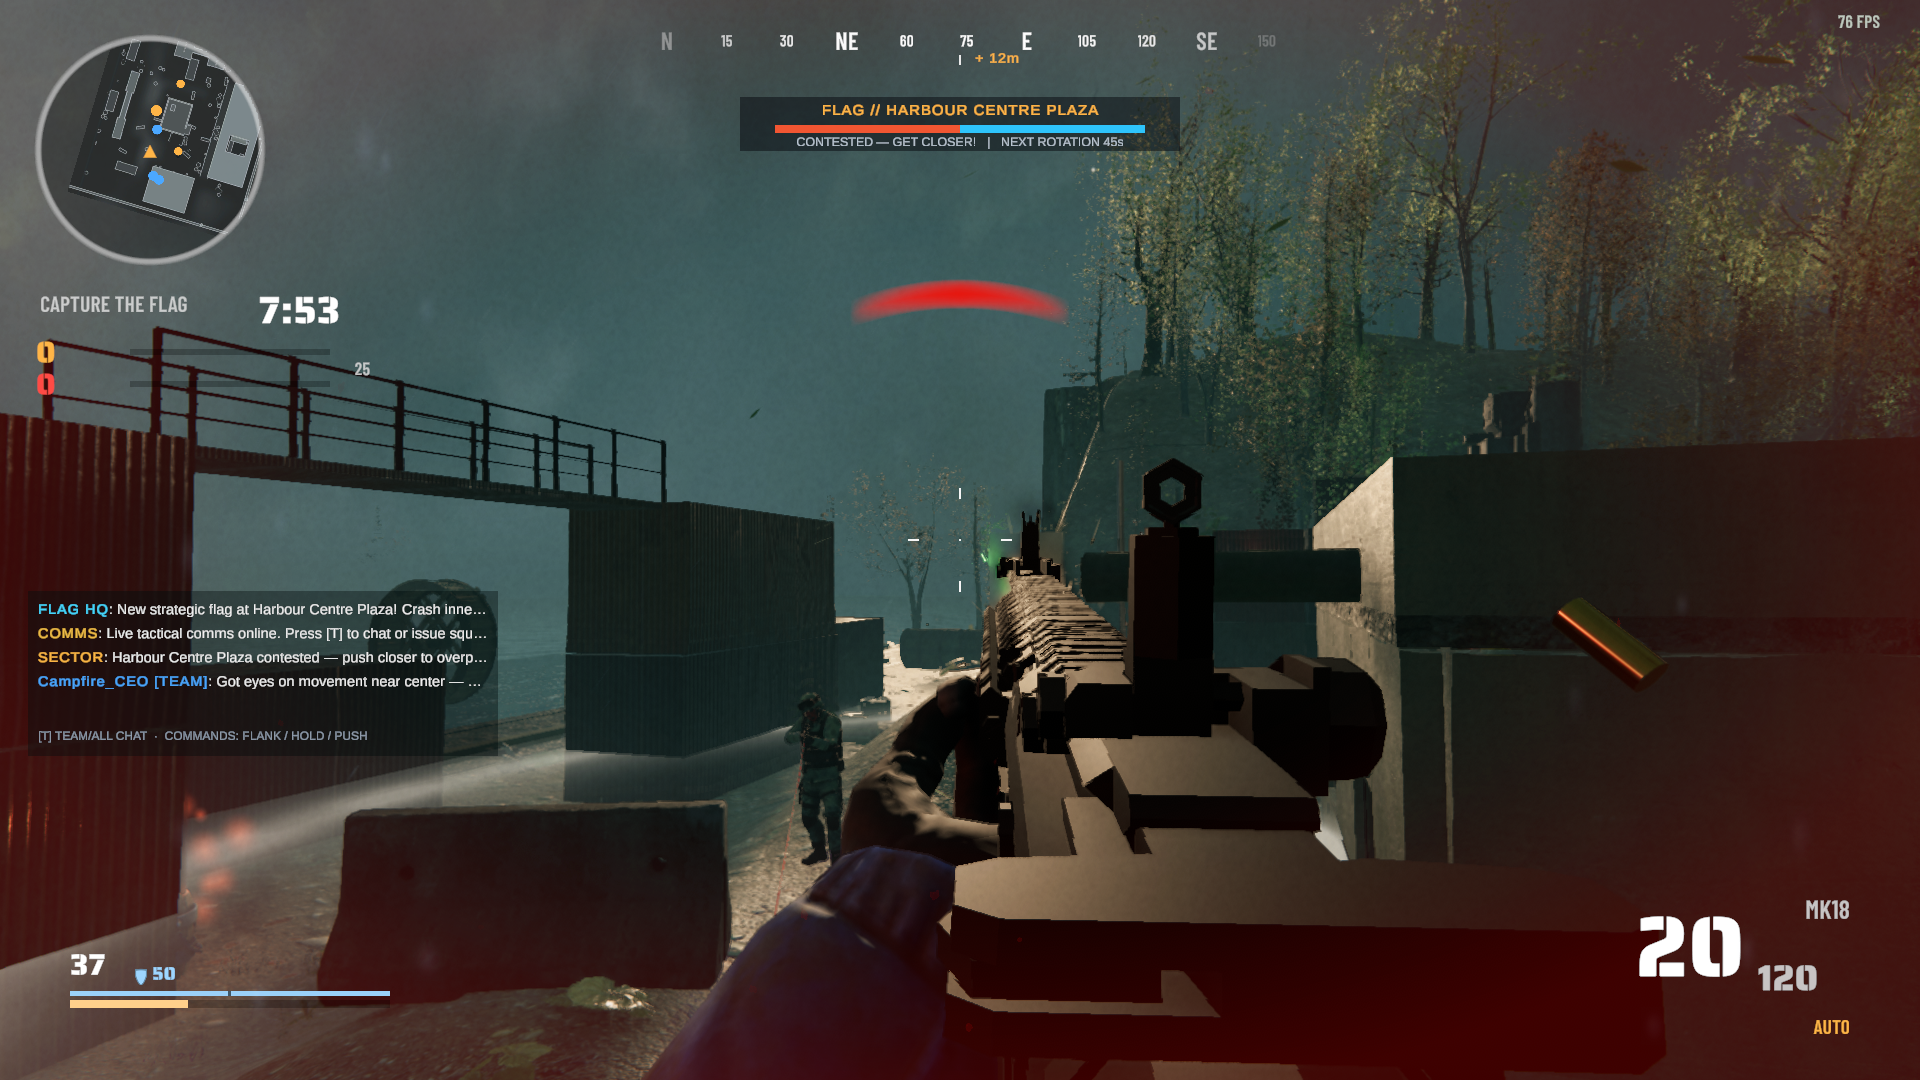 76 FPS
N 15 30 NE 60 75 E 105 120 SE 150
+ 12m
FLAG // HARBOUR CENTRE PLAZA
CONTESTED — GET CLOSER! | NEXT ROTATION 45s
CAPTURE THE FLAG 7:53
0
25
0
FLAG HQ: New strategic flag at Harbour Centre Plaza! Crash inne...
COMMS: Live tactical comms online. Press [T] to chat or issue squ...
SECTOR: Harbour Centre Plaza contested — push closer to overp...
Campfire_CEO [TEAM]: Got eyes on movement near center — ...
[T] TEAM/ALL CHAT · COMMANDS: FLANK / HOLD / PUSH
37 50
MK18
20 120
AUTO